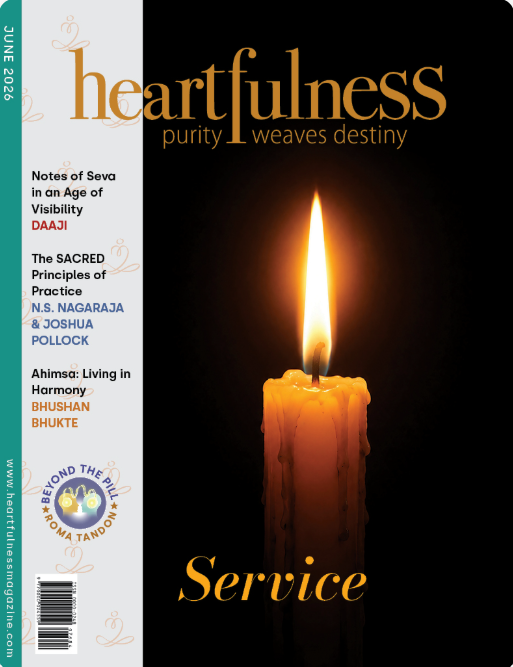 JUNE 2026
heartfulness
purity weaves destiny
Notes of Seva
in an Age of
Visibility
DAAJI
The SACRED
Principles of
Practice
N.S. NAGARAJA
& JOSHUA
POLLOCK
Ahimsa: Living in
Harmony
BHUSHAN
BHUKTE
BEYOND THE PILL
ROMA TANDON
Service
www.heartfulnessmagazine.com